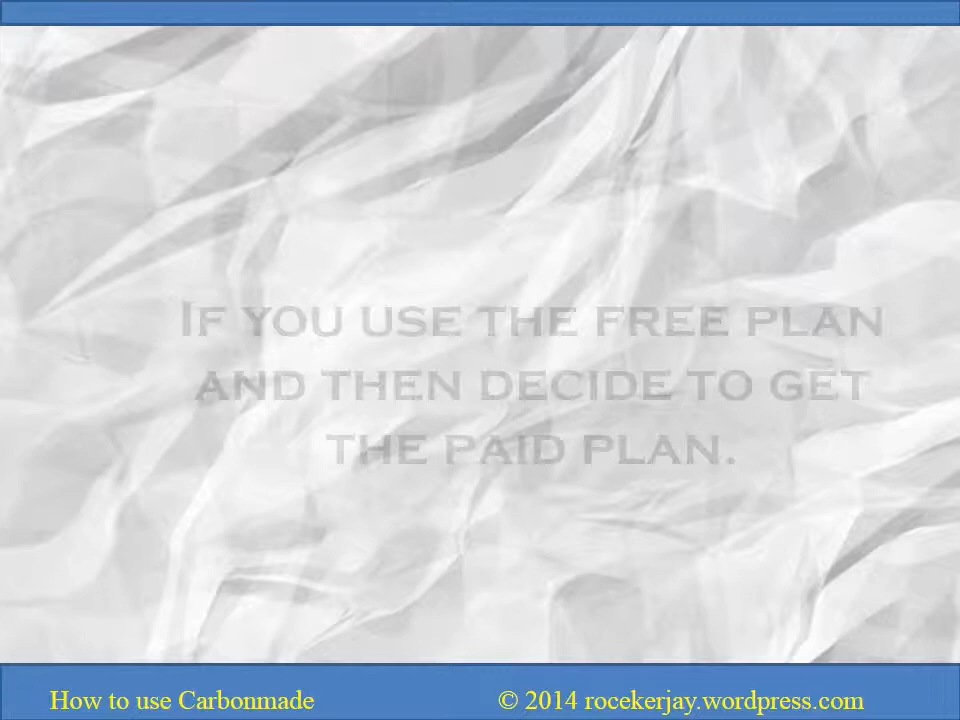 If you use the free plan
and then decide to get
the paid plan.
How to use Carbonmade © 2014 rocekerjay.wordpress.com